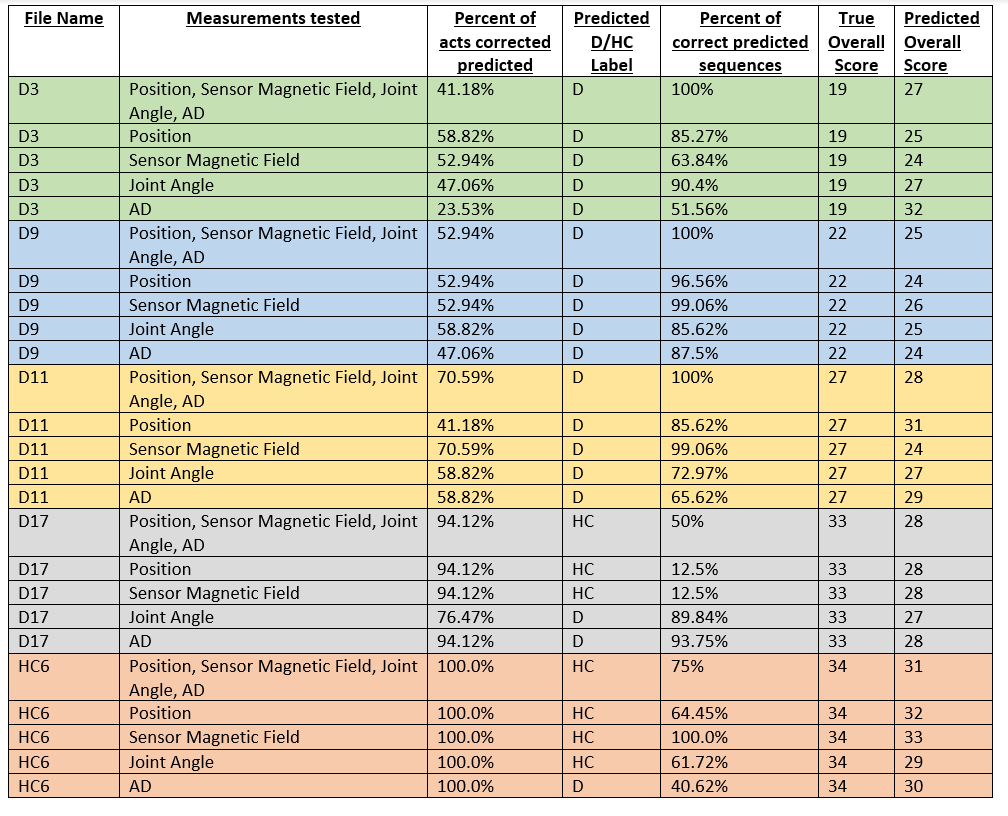 File Name Measurements tested Percent of Predicted Percent of True Predicted
acts corrected D/HC correct predicted Overall Overall
predicted Label sequences Score Score
D3 Position, Sensor Magnetic Field, Joint 41.18% D 100% 19 27
Angle, AD
D3 Position 58.82% D 85.27% 19 25
D3 Sensor Magnetic Field 52.94% D 63.84% 19 24
D3 Joint Angle 47.06% D 90.4% 19 27
D3 AD 23.53% D 51.56% 19 32
D9 Position, Sensor Magnetic Field, Joint 52.94% D 100% 22 25
Angle, AD
D9 Position 52.94% D 96.56% 22 24
D9 Sensor Magnetic Field 52.94% D 99.06% 22 26
D9 Joint Angle 58.82% D 85.62% 22 25
D9 AD 47.06% D 87.5% 22 24
D11 Position, Sensor Magnetic Field, Joint 70.59% D 100% 27 28
Angle, AD
D11 Position 41.18% D 85.62% 27 31
D11 Sensor Magnetic Field 70.59% D 99.06% 27 24
D11 Joint Angle 58.82% D 72.97% 27 27
D11 AD 58.82% D 65.62% 27 29
D17 Position, Sensor Magnetic Field, Joint 94.12% HC 50% 33 28
Angle, AD
D17 Position 94.12% HC 12.5% 33 28
D17 Sensor Magnetic Field 94.12% HC 12.5% 33 28
D17 Joint Angle 76.47% D 89.84% 33 27
D17 AD 94.12% D 93.75% 33 28
HC6 Position, Sensor Magnetic Field, Joint 100.0% HC 75% 34 31
Angle, AD
HC6 Position 100.0% HC 64.45% 34 32
HC6 Sensor Magnetic Field 100.0% HC 100.0% 34 33
HC6 Joint Angle 100.0% HC 61.72% 34 29
HC6 AD 100.0% D 40.62% 34 30